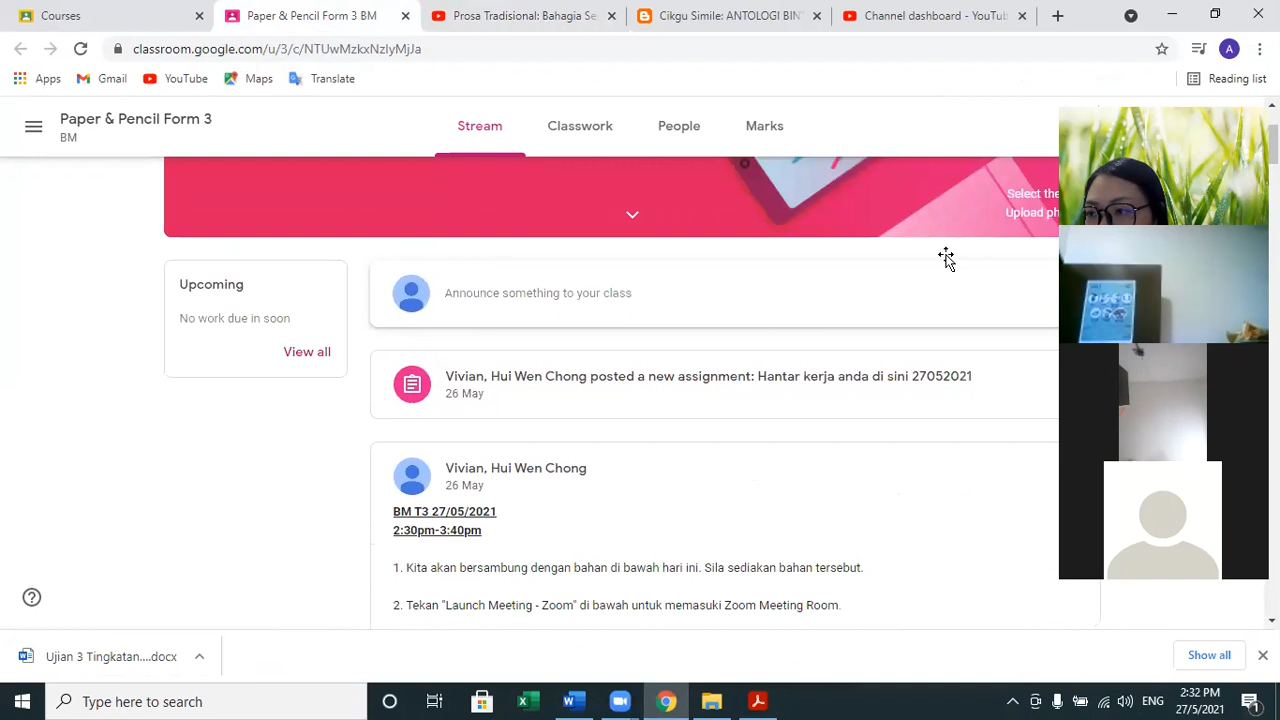 Courses
Paper & Pencil Form 3 BM
Prosa Tradisional: Bahagia Se
Cikgu Simile: ANTOLOGI BIN
Channel dashboard - YouTub
classroom.google.com/u/3/c/NTUwMzkxNzIyMjJa
A
Apps
Gmail
YouTube
Maps
Translate
Reading list
Paper & Pencil Form 3
BM
Stream
Classwork
People
Marks
Select the
Upload ph
Upcoming
No work due in soon
View all
Announce something to your class
Vivian, Hui Wen Chong posted a new assignment: Hantar kerja anda di sini 27052021
26 May
Vivian, Hui Wen Chong
26 May
BM T3 27/05/2021
2:30pm-3:40pm
1. Kita akan bersambung dengan bahan di bawah hari ini. Sila sediakan bahan tersebut.
2. Tekan "Launch Meeting - Zoom" di bawah untuk memasuki Zoom Meeting Room.
Ujian 3 Tingkatan....docx
Show all
Type here to search
ENG
2:32 PM
27/5/2021
1